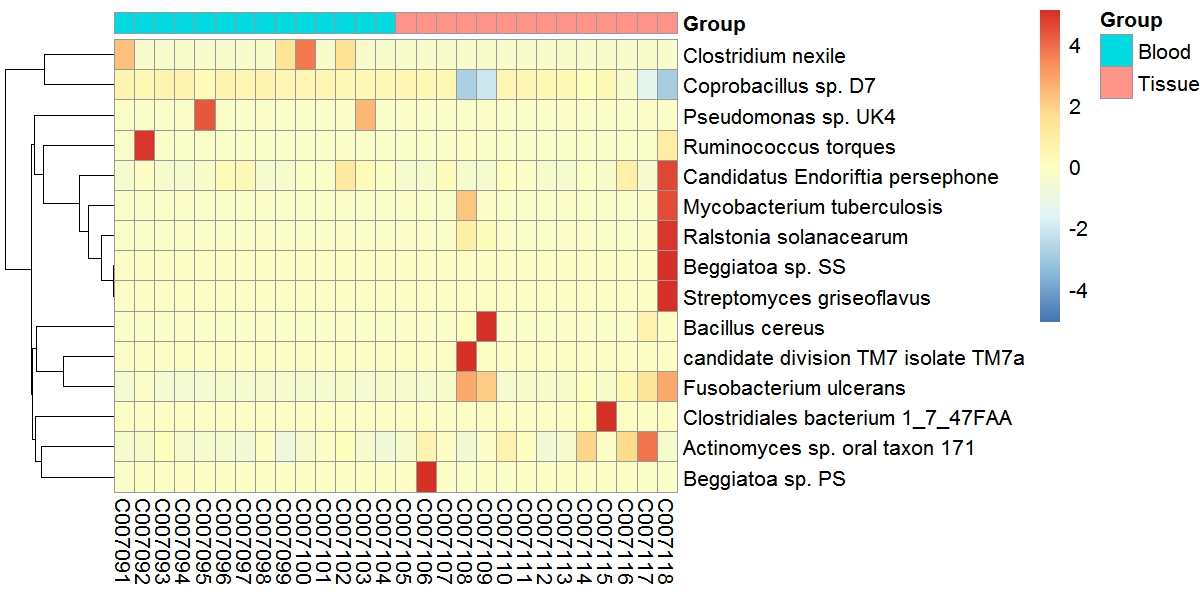 Group
Clostridium nexile
Coprobacillus sp. D7
Pseudomonas sp. UK4
Ruminococcus torques
Candidatus Endoriftia persephone
Mycobacterium tuberculosis
Ralstonia solanacearum
Beggiatoa sp. SS
Streptomyces griseoflavus
Bacillus cereus
candidate division TM7 isolate TM7a
Fusobacterium ulcerans
Clostridiales bacterium 1_7_47FAA
Actinomyces sp. oral taxon 171
Beggiatoa sp. PS
4
2
0
-2
-4
Group
Blood
Tissue
C007091
C007092
C007093
C007094
C007095
C007096
C007097
C007098
C007099
C007100
C007101
C007102
C007103
C007104
C007105
C007106
C007107
C007108
C007109
C007110
C007111
C007112
C007113
C007114
C007115
C007116
C007117
C007118